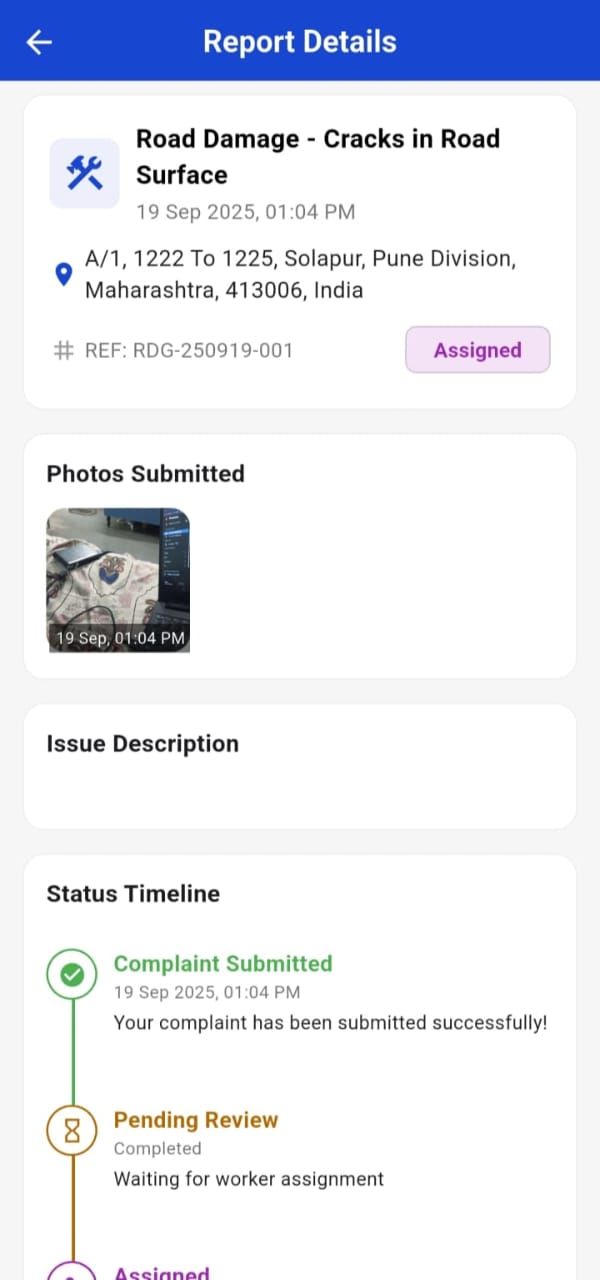 Report Details
Road Damage - Cracks in Road
Surface
19 Sep 2025, 01:04 PM
A/1, 1222 To 1225, Solapur, Pune Division,
Maharashtra, 413006, India
REF: RDG-250919-001
Assigned
Photos Submitted
19 Sep, 01:04 PM
Issue Description
Status Timeline
Complaint Submitted
19 Sep 2025, 01:04 PM
Your complaint has been submitted successfully!
Pending Review
Completed
Waiting for worker assignment
Assigned